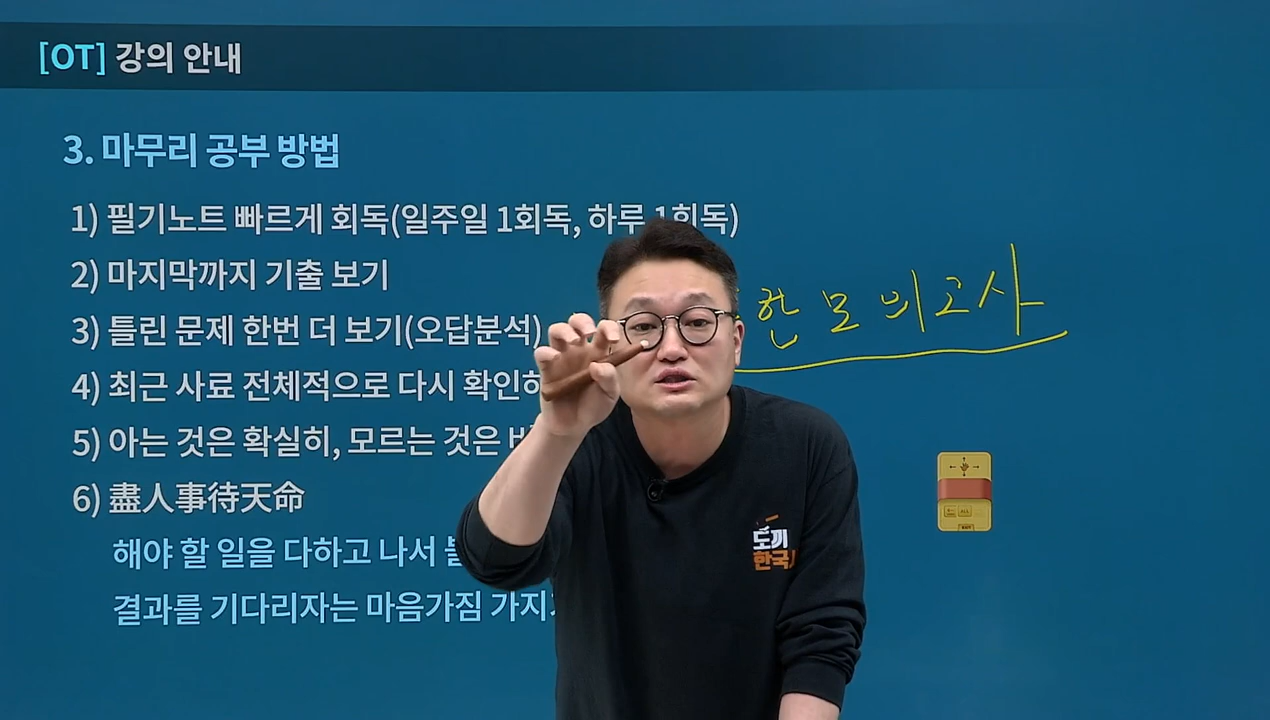 [OT] 강의 안내
3. 마무리 공부 방법
1) 필기노트 빠르게 회독(일주일 1회독, 하루 1회독)
2) 마지막까지 기출 보기
3) 틀린 문제 한번 더 보기(오답분석)
한 모의고사
4) 최근 사료 전체적으로 다시
5) 아는 것은 확실히, 모르는 것은
6) 盡人事待天命
해야 할 일을 다하고 나서
결과를 기다리자는 마음가짐
도끼
한국
ALL